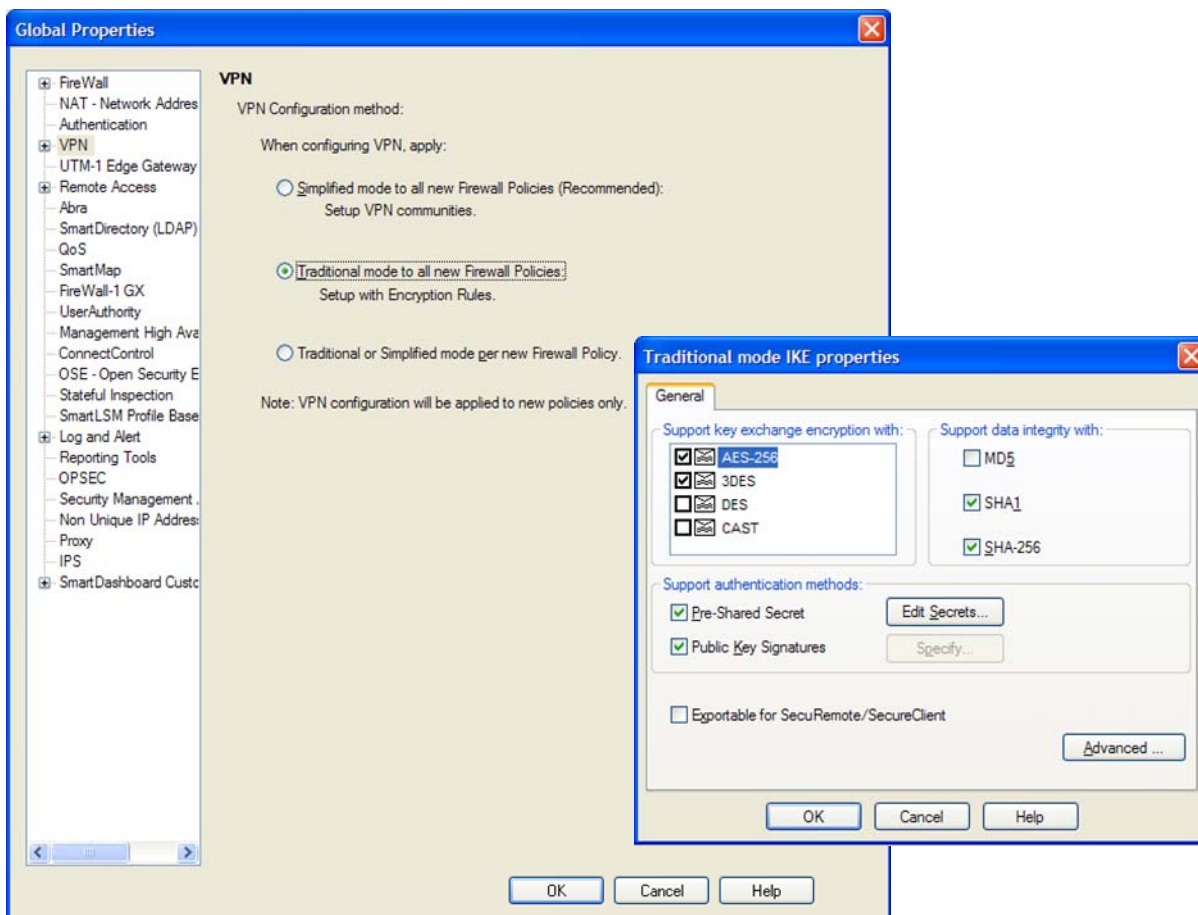 Global Properties
FireWall
NAT - Network Addres
Authentication
VPN
UTM-1 Edge Gateway
Remote Access
Abra
SmartDirectory (LDAP)
QoS
SmartMap
FireWall-1 GX
UserAuthority
Management High Ava
ConnectControl
OSE - Open Security E
Stateful Inspection
SmartLSM Profile Base
Log and Alert
Reporting Tools
OPSEC
Security Management .
Non Unique IP Address
Proxy
IPS
SmartDashboard Custo
VPN
VPN Configuration method:
When configuring VPN, apply:
Simplified mode to all new Firewall Policies (Recommended):
Setup VPN communities.
Traditional mode to all new Firewall Policies:
Setup with Encryption Rules.
Traditional or Simplified mode per new Firewall Policy.
Note: VPN configuration will be applied to new policies only.
OK
Cancel
Help
Traditional mode IKE properties
General
Support key exchange encryption with:
AES-256
3DES
DES
CAST
Support data integrity with:
MD5
SHA1
SHA-256
Support authentication methods:
Pre-Shared Secret
Edit Secrets...
Public Key Signatures
Specify...
Exportable for SecuRemote/SecureClient
Advanced ...
OK
Cancel
Help